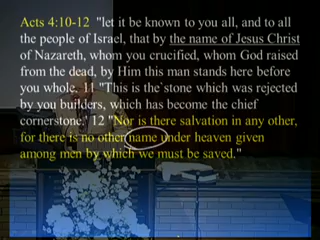 Acts 4:10-12  "let it be known to you all, and to all
the people of Israel, that by the name of Jesus Christ
of Nazareth, whom you crucified, whom God raised
from the dead, by Him this man stands here before
you whole. 11 "This is the`stone which was rejected
by you builders, which has become the chief
cornerstone.' 12 "Nor is there salvation in any other,
for there is no other name under heaven given
among men by which we must be saved."